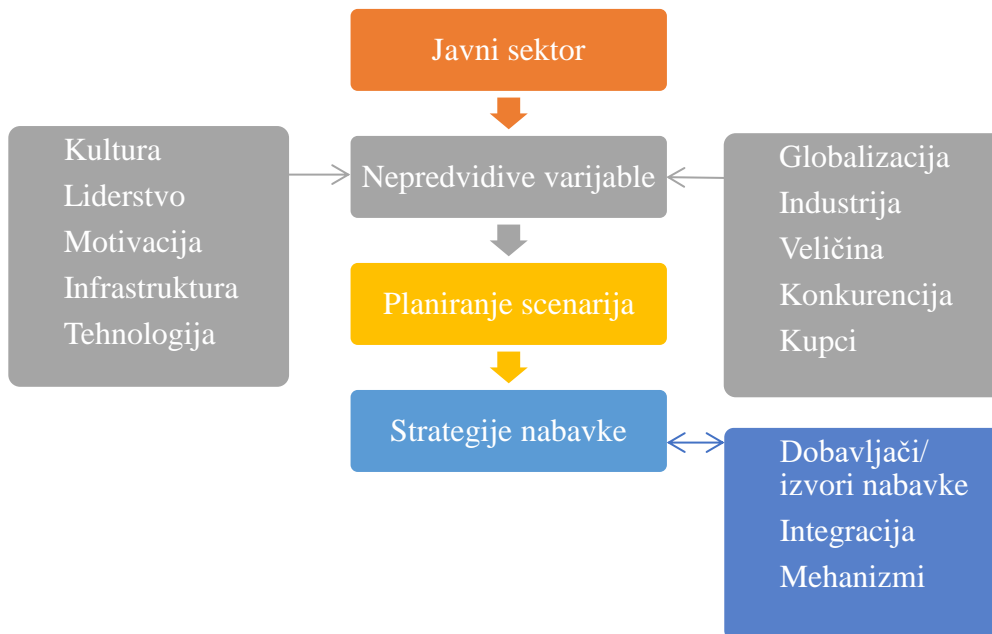 Javni sektor
Kultura
Liderstvo
Motivacija
Infrastruktura
Tehnologija
Nepredvidive varijable
Globalizacija
Industrija
Veličina
Konkurencija
Kupci
Planiranje scenarija
Strategije nabavke
Dobavljači/
izvori nabavke
Integracija
Mehanizmi